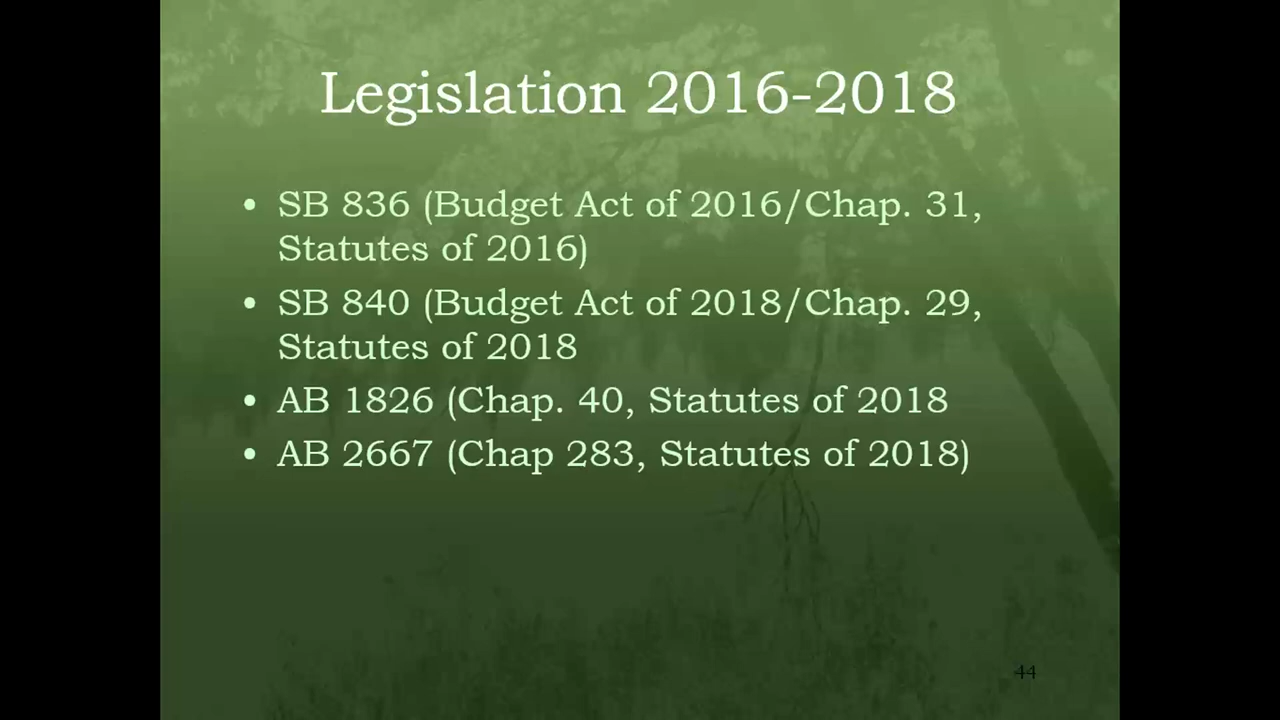 Legislation 2016-2018
• SB 836 (Budget Act of 2016/Chap. 31,
Statutes of 2016)
• SB 840 (Budget Act of 2018/Chap. 29,
Statutes of 2018
• AB 1826 (Chap. 40, Statutes of 2018
• AB 2667 (Chap 283, Statutes of 2018)
44